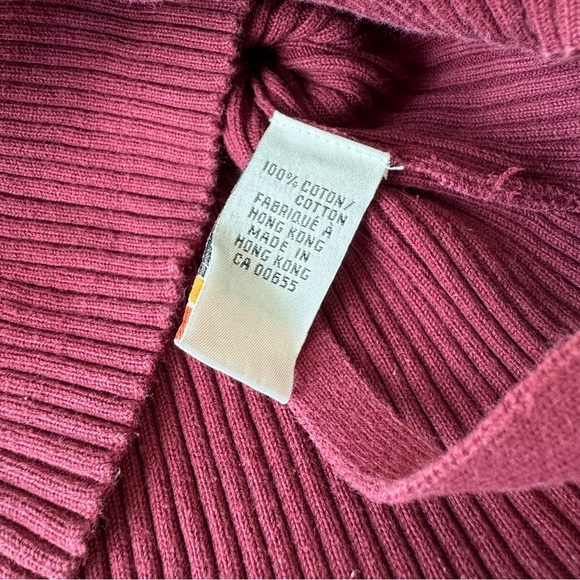 100% COTON/
COTTON
FABRIQUÉ À
HONG KONG
MADE IN
HONG KONG
CA 00655